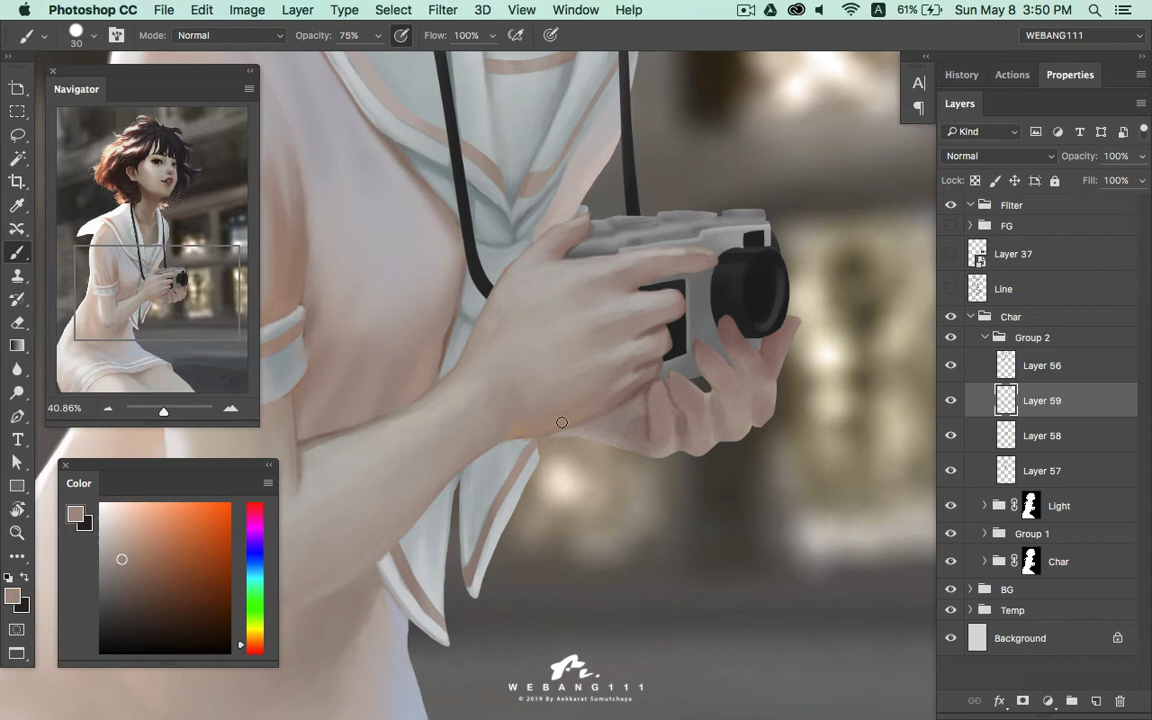 Photoshop CC File Edit Image Layer Type Select Filter 3D View Window Help A 61% Sun May 8 3:50 PM
30 Mode: Normal Opacity: 75% Flow: 100% WEBANG111
Navigator
40.86%
Color
A
History Actions Properties
Layers
Kind
Normal Opacity: 100%
Lock: Fill: 100%
Filter
FG
Layer 37
Line
Char
Group 2
Layer 56
Layer 59
Layer 58
Layer 57
Light
Group 1
Char
BG
Temp
Background
fx
WEBANG111
© 2019 By Aekkarat Sumutchaya